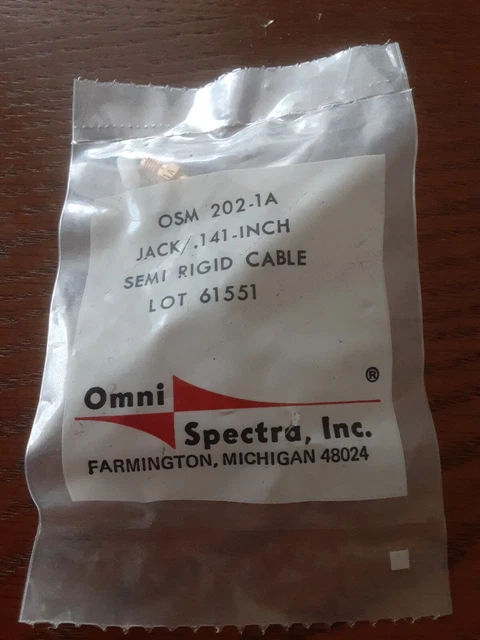 OSM 202-1A
JACK/.141-INCH
SEMI RIGID CABLE
LOT 61551
®
Omni
Spectra, Inc.
FARMINGTON, MICHIGAN 48024